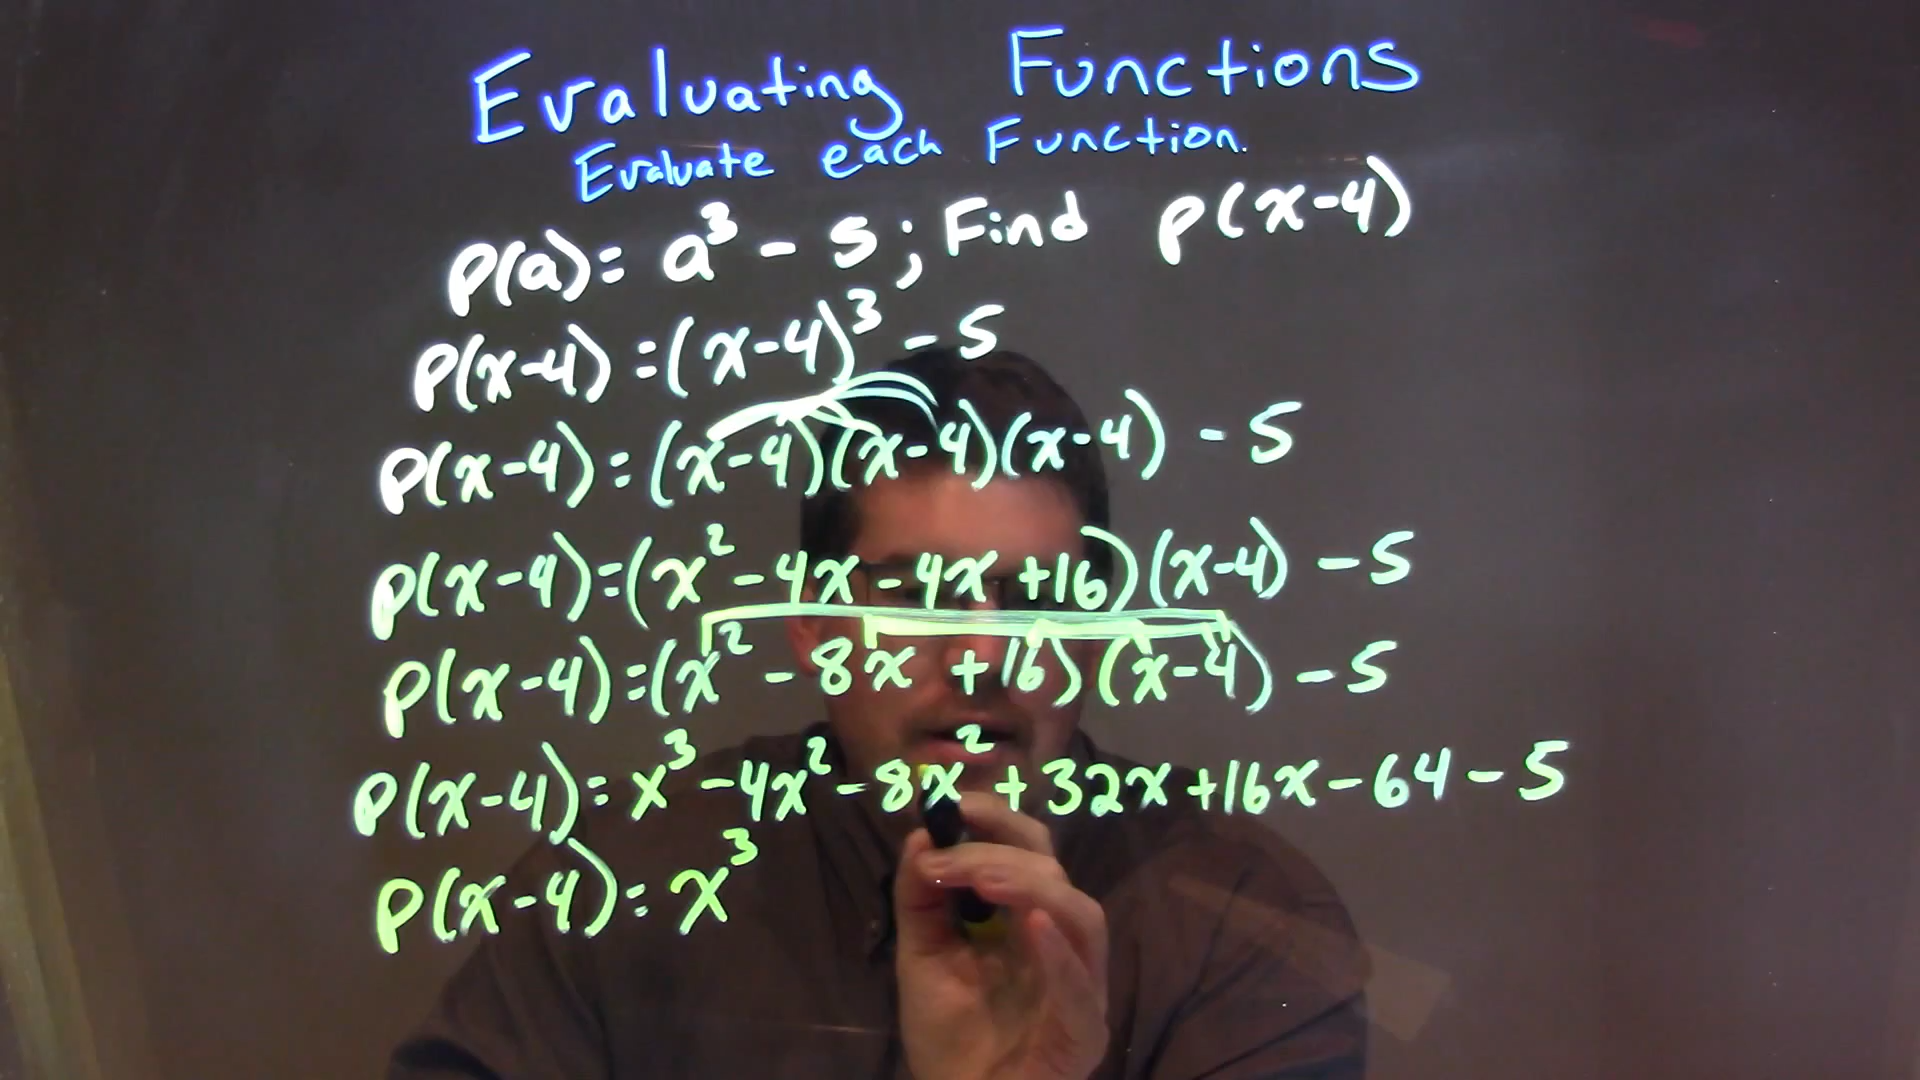 Evaluating Functions
Evaluate each Function.
p(a) = a³ - 5 ; Find p(x-4)
p(x-4) = (x-4)³ - 5
p(x-4) = (x-4)(x-4)(x-4) - 5
p(x-4) = (x² - 4x - 4x + 16)(x-4) - 5
p(x-4) = (x² - 8x + 16)(x-4) - 5
p(x-4) = x³ - 4x² - 8x² + 32x + 16x - 64 - 5
p(x-4) = x³